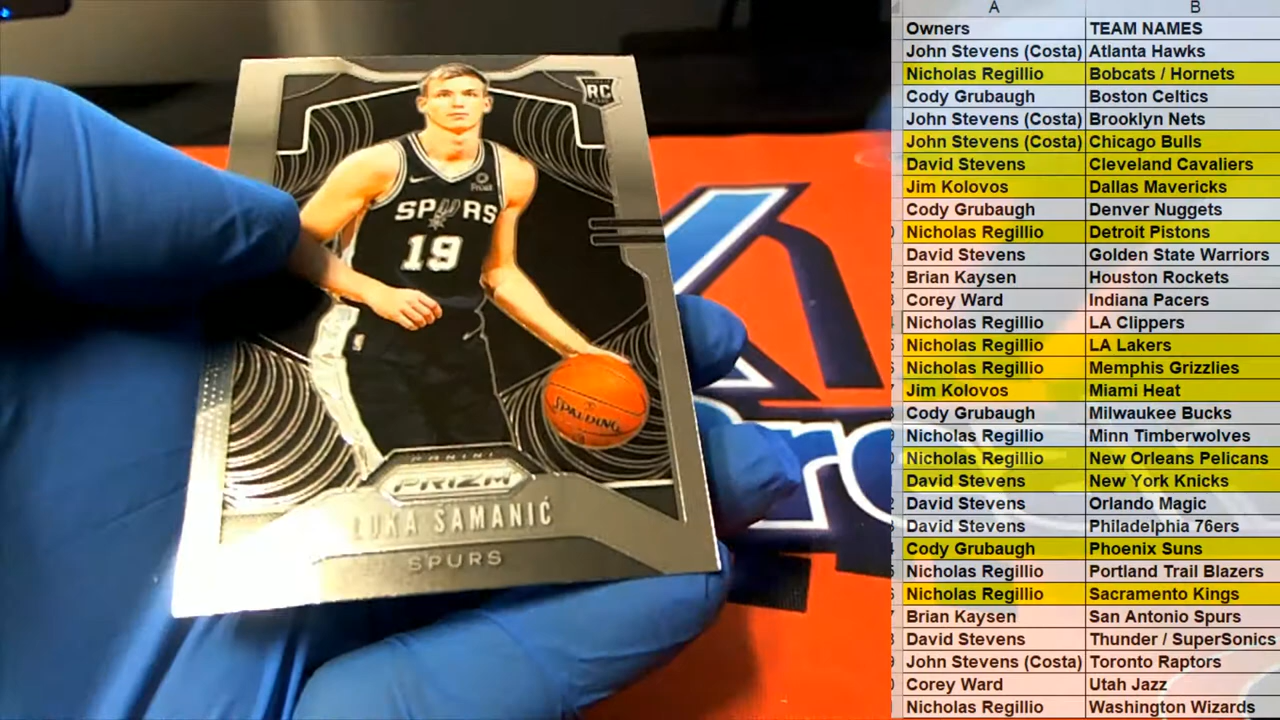 RC
Frost
SPURS
19
SPALDING
PANINI
PRIZM
LUKA SAMANIĆ
SPURS
A B
Owners TEAM NAMES
John Stevens (Costa) Atlanta Hawks
Nicholas Regillio Bobcats / Hornets
Cody Grubaugh Boston Celtics
John Stevens (Costa) Brooklyn Nets
John Stevens (Costa) Chicago Bulls
David Stevens Cleveland Cavaliers
Jim Kolovos Dallas Mavericks
Cody Grubaugh Denver Nuggets
Nicholas Regillio Detroit Pistons
David Stevens Golden State Warriors
Brian Kaysen Houston Rockets
Corey Ward Indiana Pacers
Nicholas Regillio LA Clippers
Nicholas Regillio LA Lakers
Nicholas Regillio Memphis Grizzlies
Jim Kolovos Miami Heat
Cody Grubaugh Milwaukee Bucks
Nicholas Regillio Minn Timberwolves
Nicholas Regillio New Orleans Pelicans
David Stevens New York Knicks
David Stevens Orlando Magic
David Stevens Philadelphia 76ers
Cody Grubaugh Phoenix Suns
Nicholas Regillio Portland Trail Blazers
Nicholas Regillio Sacramento Kings
Brian Kaysen San Antonio Spurs
David Stevens Thunder / SuperSonics
John Stevens (Costa) Toronto Raptors
Corey Ward Utah Jazz
Nicholas Regillio Washington Wizards